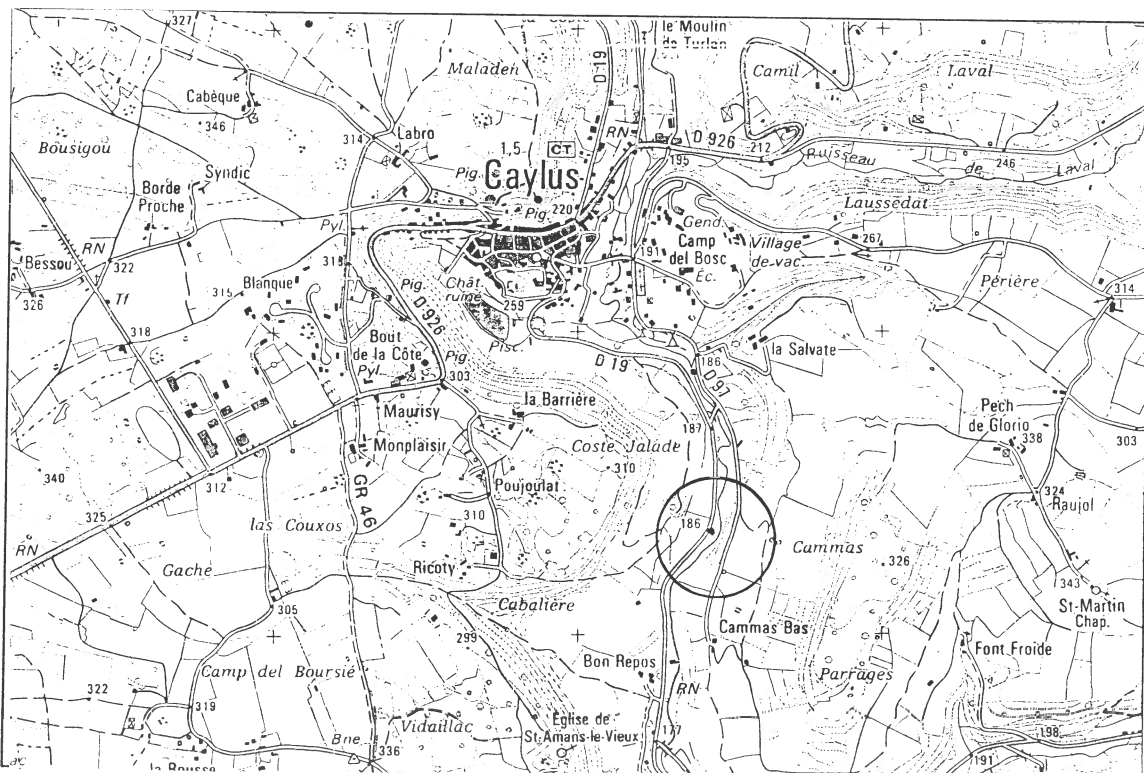 327
le Moulin
de Turlan
Maladen
D 19
Camil
Laval
Cabèque
346
314
Labro
RN
D 926
212
246
Bousigou
1,5
CT
195
Ruisseau
de
Laval
Syndic
Pig.
Caylus
Borde
Proche
Pig.
220
Laussedat
Pyl.
Gend.
Camp
del Bosc
Éc.
Village
de vac.
267
RN
191
Bessou
322
Périère
326
Tf
315
Blanque
Pig.
Chât.
ruiné
259
314
318
D 926
Bout
de la Côte
Pyl.
Pig.
Pisc.
D 19
186
la Salvate
303
D 97
Maurisy
la Barrière
187
Pech
de Glorio
338
303
Monplaisir
Coste Jalade
340
312
310
Poujoulat
324
Raujol
GR 46
325
las Couxos
310
186
Cammas
326
RN
Gache
Ricoty
343
305
Cabalière
St-Martin
Chap.
299
Cammas Bas
Font Froide
Bon Repos
Camp del Boursié
RN
Parrages
322
319
Vidaillac
Église de
St-Amans-le-Vieux
177
198
Bne
336
191
la Bousse